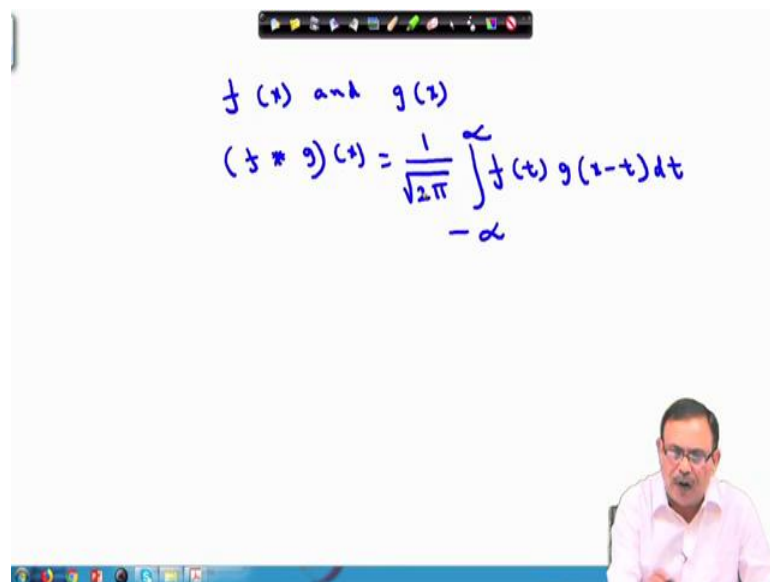 f (x) and g(x)
(f * g)(x) = 1/√2π ∫_{-∝}^{∝} f(t) g(x-t) dt